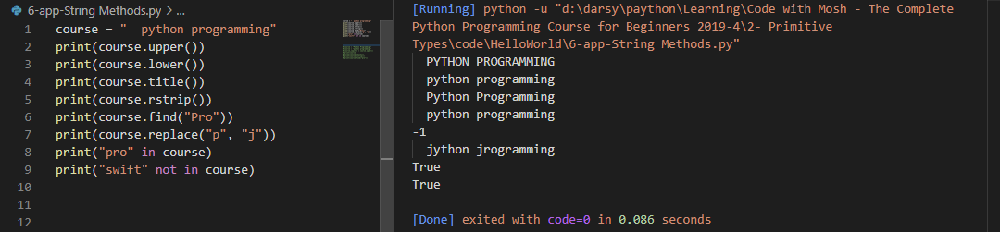 6-app-String Methods.py > ...
1 course = "  python programming"
2 print(course.upper())
3 print(course.lower())
4 print(course.title())
5 print(course.rstrip())
6 print(course.find("Pro"))
7 print(course.replace("p", "j"))
8 print("pro" in course)
9 print("swift" not in course)
10
11
12
[Running] python -u "d:\darsy\paython\Learning\Code with Mosh - The Complete
Python Programming Course for Beginners 2019-4\2- Primitive
Types\code\HelloWorld\6-app-String Methods.py"
  PYTHON PROGRAMMING
  python programming
  Python Programming
  python programming
-1
  jython jrogramming
True
True
[Done] exited with code=0 in 0.086 seconds